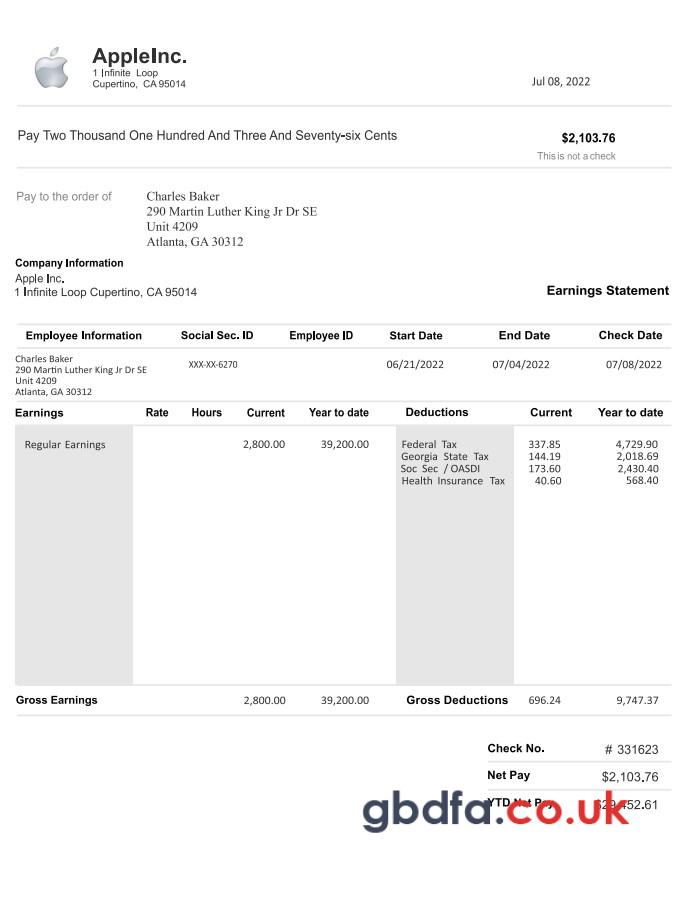 AppleInc.
1 Infinite Loop
Cupertino, CA 95014
Jul 08, 2022
Pay Two Thousand One Hundred And Three And Seventy-six Cents
$2,103.76
This is not a check
Pay to the order of
Charles Baker
290 Martin Luther King Jr Dr SE
Unit 4209
Atlanta, GA 30312
Company Information
Apple Inc.
1 Infinite Loop Cupertino, CA 95014
Earnings Statement
Employee Information Social Sec. ID Employee ID Start Date End Date Check Date
Charles Baker
290 Martin Luther King Jr Dr SE
Unit 4209
Atlanta, GA 30312
XXX-XX-6270 06/21/2022 07/04/2022 07/08/2022
Earnings Rate Hours Current Year to date Deductions Current Year to date
Regular Earnings 2,800.00 39,200.00 Federal Tax 337.85 4,729.90
Georgia State Tax 144.19 2,018.69
Soc Sec / OASDI 173.60 2,430.40
Health Insurance Tax 40.60 568.40
Gross Earnings 2,800.00 39,200.00 Gross Deductions 696.24 9,747.37
Check No. # 331623
Net Pay $2,103.76
YTD Net Pay
gbdfa.co.uk